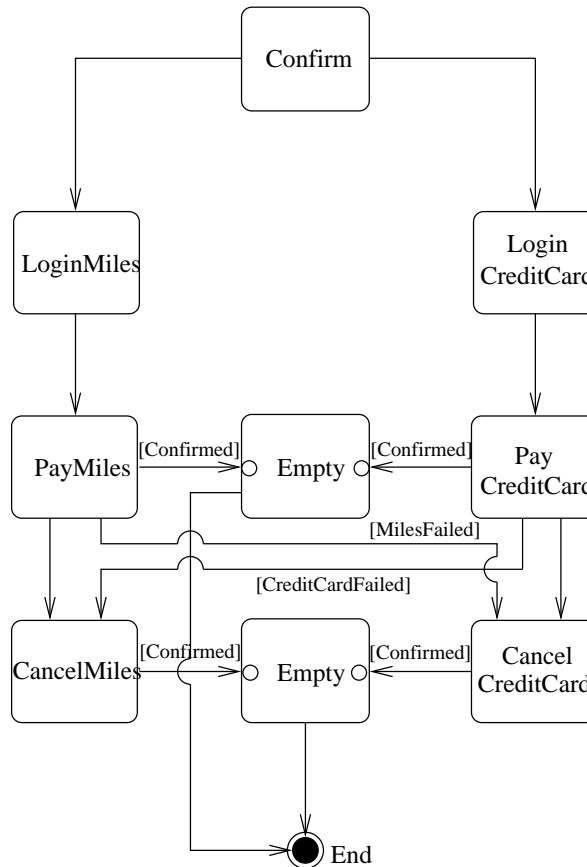 Confirm
LoginMiles
Login
CreditCard
[Confirmed]
[Confirmed]
PayMiles
Empty
Pay
CreditCard
[MilesFailed]
[CreditCardFailed]
[Confirmed]
[Confirmed]
CancelMiles
Empty
Cancel
CreditCard
End